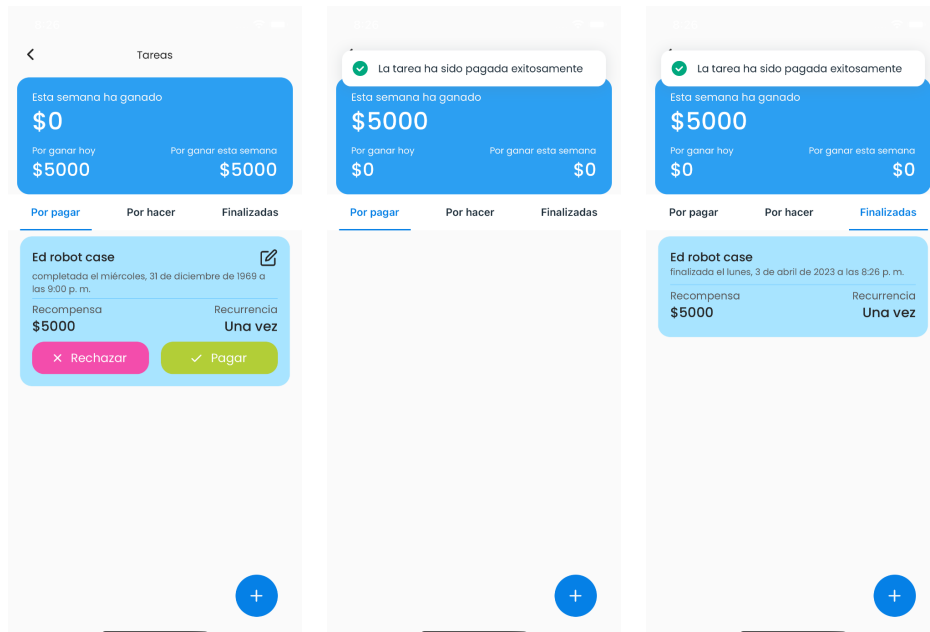 Tareas
Esta semana ha ganado
$0
Por ganar hoy
Por ganar esta semana
$5000
$5000
Por pagar
Por hacer
Finalizadas
Ed robot case
completada el miércoles, 31 de diciembre de 1969 a
las 9:00 p. m.
Recompensa
Recurrencia
$5000
Una vez
Rechazar
Pagar
La tarea ha sido pagada exitosamente
Esta semana ha ganado
$5000
Por ganar hoy
Por ganar esta semana
$0
$0
Por pagar
Por hacer
Finalizadas
La tarea ha sido pagada exitosamente
Esta semana ha ganado
$5000
Por ganar hoy
Por ganar esta semana
$0
$0
Por pagar
Por hacer
Finalizadas
Ed robot case
finalizada el lunes, 3 de abril de 2023 a las 8:26 p. m.
Recompensa
Recurrencia
$5000
Una vez